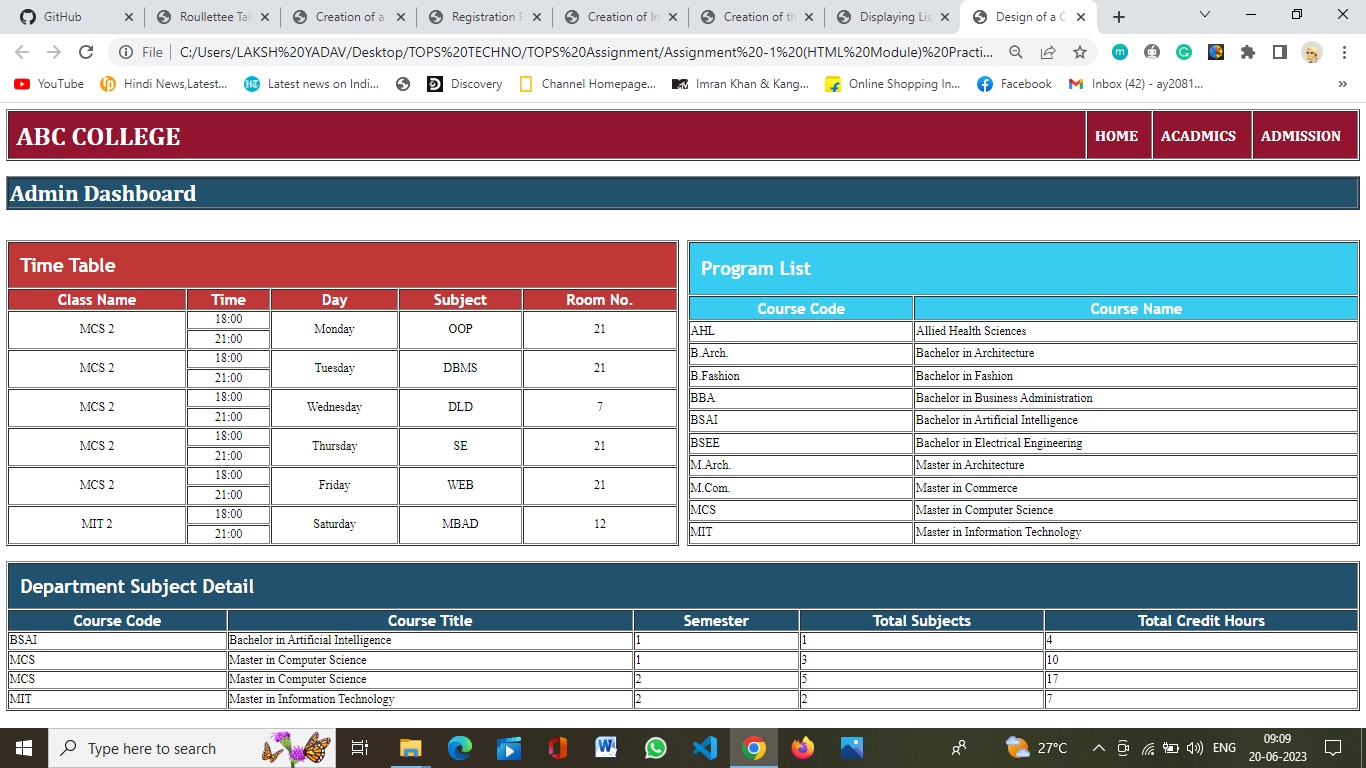 GitHub
Roullettee Tal
Creation of a
Registration F
Creation of In
Creation of th
Displaying Lis
Design of a C
File
C:/Users/LAKSH%20YADAV/Desktop/TOPS%20TECHNO/TOPS%20Assignment/Assignment%20-1%20(HTML%20Module)%20Practi...
YouTube
Hindi News,Latest...
Latest news on Indi...
Discovery
Channel Homepage...
Imran Khan & Kang...
Online Shopping In...
Facebook
Inbox (42) - ay2081...
»
ABC COLLEGE
HOME
ACADMICS
ADMISSION
Admin Dashboard
Time Table
Class Name Time Day Subject Room No.
MCS 2 18:00 21:00 Monday OOP 21
MCS 2 18:00 21:00 Tuesday DBMS 21
MCS 2 18:00 21:00 Wednesday DLD 7
MCS 2 18:00 21:00 Thursday SE 21
MCS 2 18:00 21:00 Friday WEB 21
MIT 2 18:00 21:00 Saturday MBAD 12
Program List
Course Code Course Name
AHL Allied Health Sciences
B.Arch. Bachelor in Architecture
B.Fashion Bachelor in Fashion
BBA Bachelor in Business Administration
BSAI Bachelor in Artificial Intelligence
BSEE Bachelor in Electrical Engineering
M.Arch. Master in Architecture
M.Com. Master in Commerce
MCS Master in Computer Science
MIT Master in Information Technology
Department Subject Detail
Course Code Course Title Semester Total Subjects Total Credit Hours
BSAI Bachelor in Artificial Intelligence 1 1 4
MCS Master in Computer Science 1 3 10
MCS Master in Computer Science 2 5 17
MIT Master in Information Technology 2 2 7
Type here to search
27°C
ENG
09:09
20-06-2023